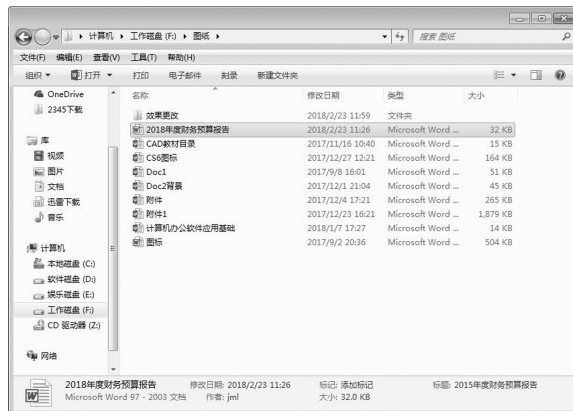 计算机 ▸ 工作磁盘 (F:) ▸ 图纸 ▸ 搜索 图纸
文件(F) 编辑(E) 查看(V) 工具(T) 帮助(H)
组织 打开 打印 电子邮件 刻录 新建文件夹
OneDrive
2345下载
库
视频
图片
文档
迅雷下载
音乐
计算机
本地磁盘 (C:)
软件磁盘 (D:)
娱乐磁盘 (E:)
工作磁盘 (F:)
CD 驱动器 (Z:)
网络
名称 修改日期 类型 大小
效果更改 2018/2/23 11:59 文件夹
2018年度财务预算报告 2018/2/23 11:26 Microsoft Word ... 32 KB
CAD教材目录 2017/11/16 10:40 Microsoft Word ... 15 KB
CS6图标 2017/12/27 12:21 Microsoft Word ... 164 KB
Doc1 2017/9/8 16:01 Microsoft Word ... 51 KB
Doc2背景 2017/12/1 21:04 Microsoft Word ... 45 KB
附件 2017/12/4 17:21 Microsoft Word ... 265 KB
附件1 2017/12/23 16:21 Microsoft Word ... 1,879 KB
计算机办公软件应用基础 2018/1/7 17:27 Microsoft Word ... 14 KB
图标 2017/9/2 20:36 Microsoft Word ... 504 KB
2018年度财务预算报告 修改日期: 2018/2/23 11:26 标记: 添加标记 标题: 2015年度财务预算报告
Microsoft Word 97 - 2003 文档 作者: jml 大小: 32.0 KB